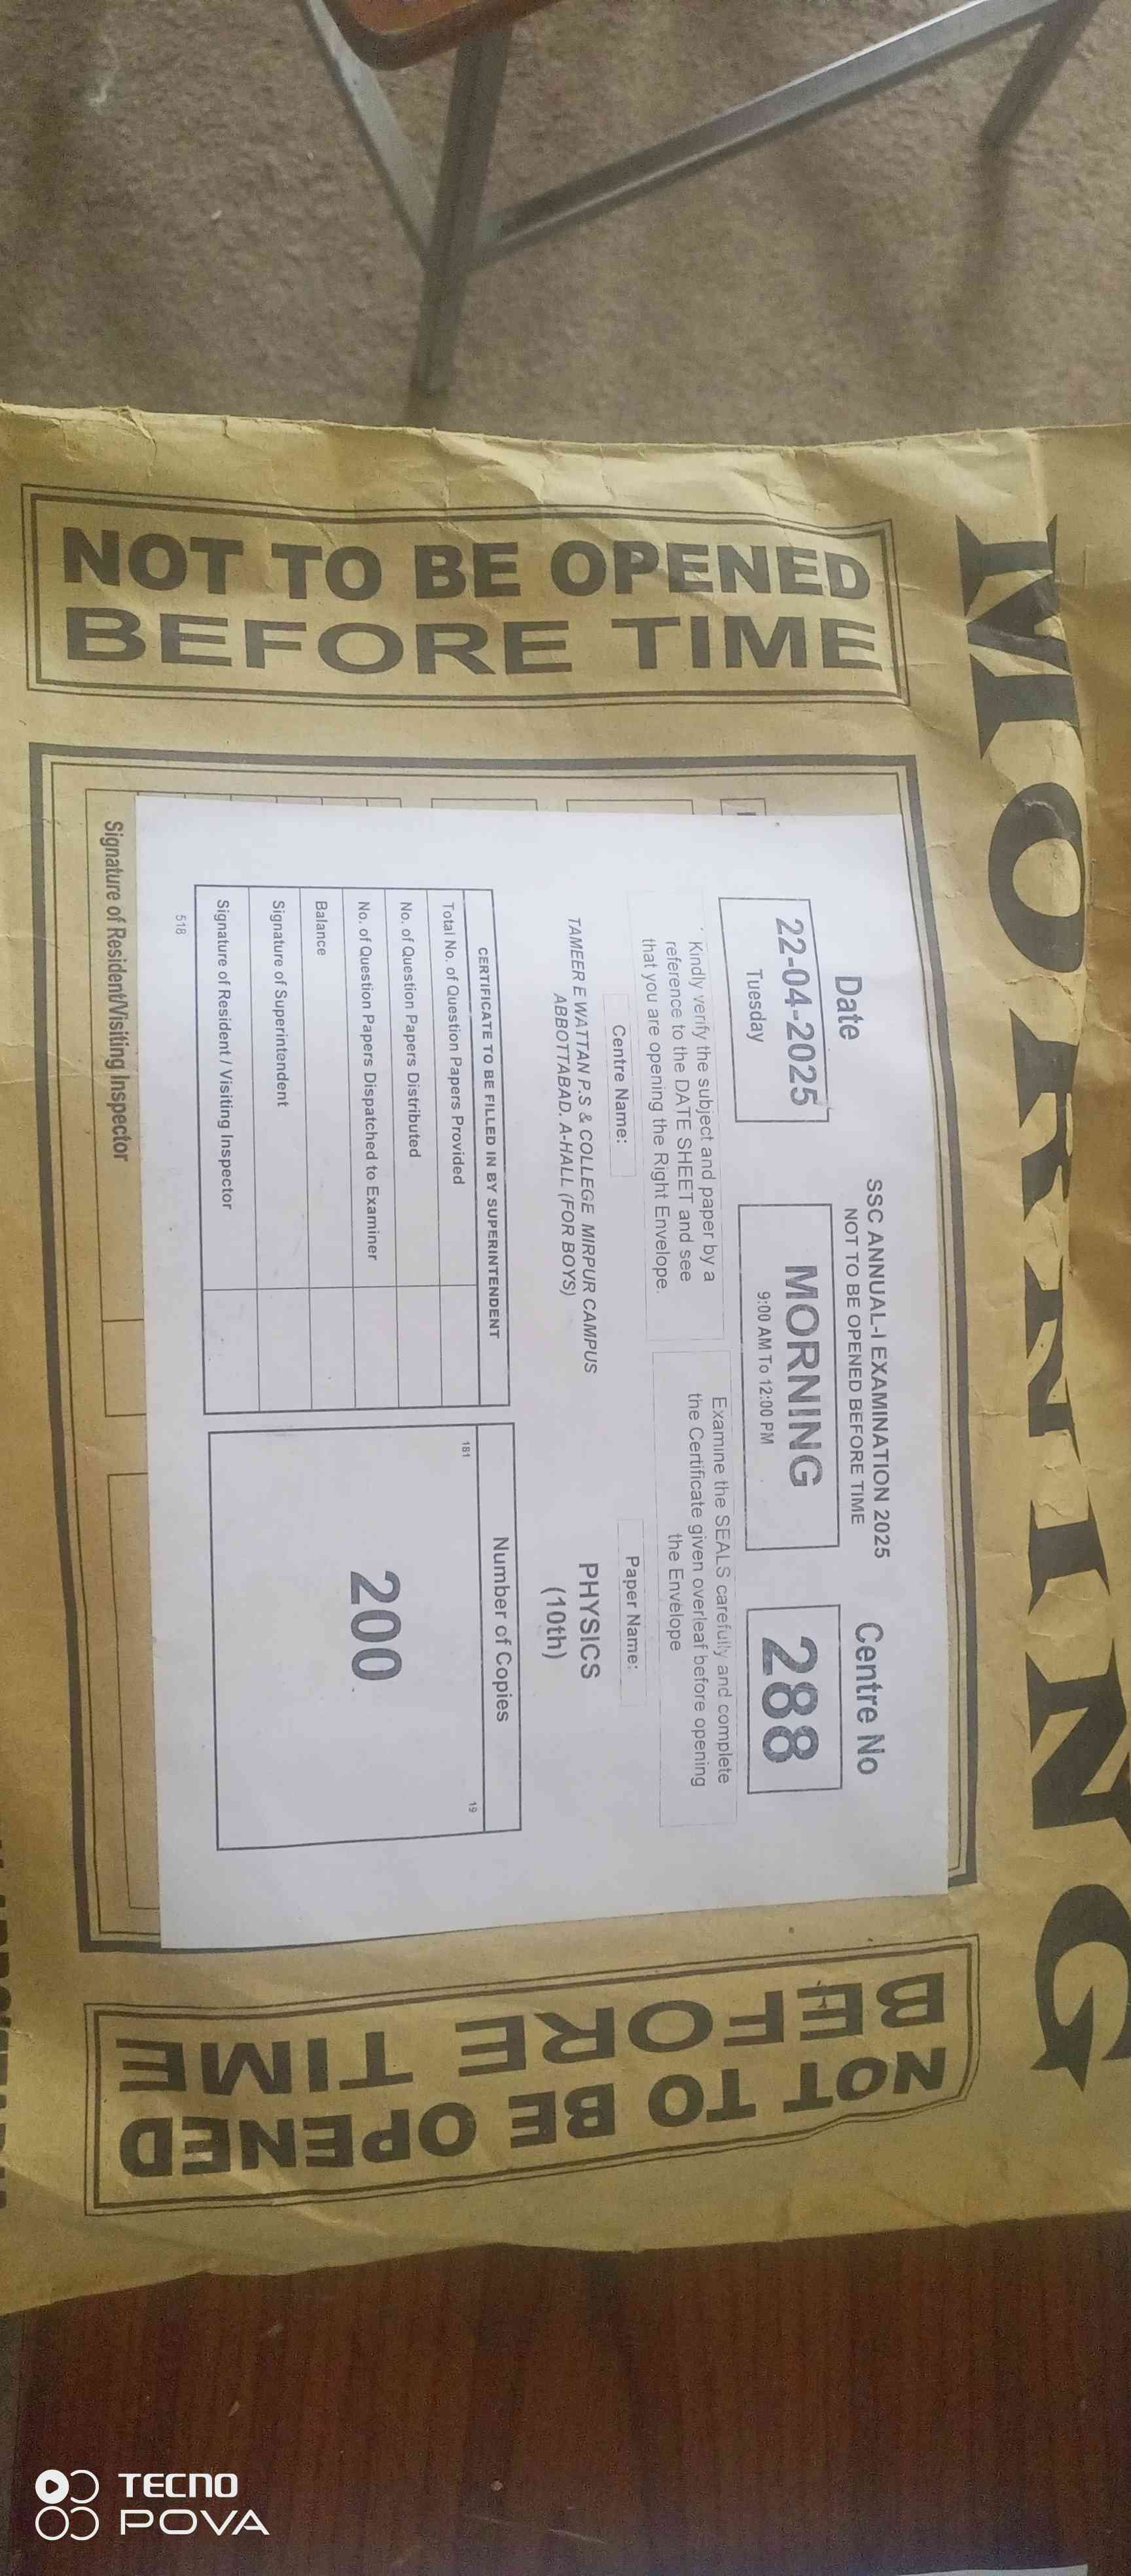 MORNING
NOT TO BE OPENED
BEFORE TIME
SSC ANNUAL-I EXAMINATION 2025
NOT TO BE OPENED BEFORE TIME
Date
22-04-2025
Tuesday
MORNING
9:00 AM To 12:00 PM
Centre No
288
Kindly verify the subject and paper by a
reference to the DATE SHEET and see
that you are opening the Right Envelope.
Examine the SEALS carefully and complete
the Certificate given overleaf before opening
the Envelope
Centre Name:
TAMEER E WATTAN P.S & COLLEGE MIRPUR CAMPUS
ABBOTTABAD. A-HALL (FOR BOYS)
Paper Name:
PHYSICS
(10th)
CERTIFICATE TO BE FILLED IN BY SUPERINTENDENT
Total No. of Question Papers Provided
No. of Question Papers Distributed
No. of Question Papers Dispatched to Examiner
Balance
Signature of Superintendent
Signature of Resident / Visiting Inspector
518
Number of Copies
181
19
200
Signature of Resident/Visiting Inspector
NOT TO BE OPENED
BEFORE TIME
TECNO
POVA